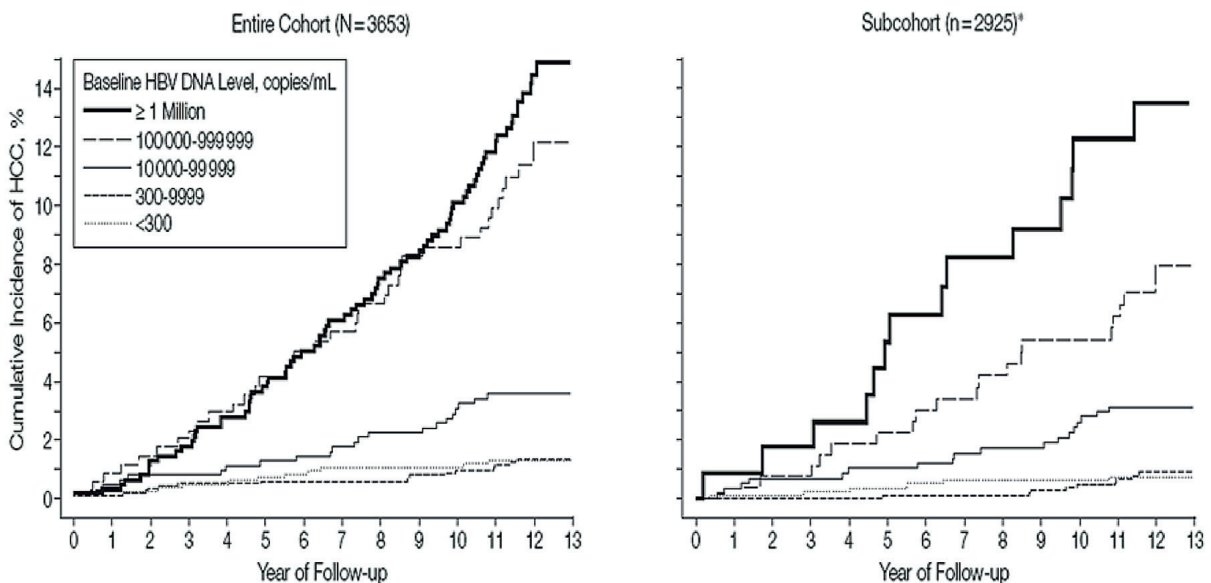 Entire Cohort (N=3653)
Subcohort (n=2925)*
Cumulative Incidence of HCC, %
14
12
10
8
6
4
2
0
Baseline HBV DNA Level, copies/mL
≥ 1 Million
100000-999999
10000-99999
300-9999
<300
0 1 2 3 4 5 6 7 8 9 10 11 12 13
Year of Follow-up
0 1 2 3 4 5 6 7 8 9 10 11 12 13
Year of Follow-up